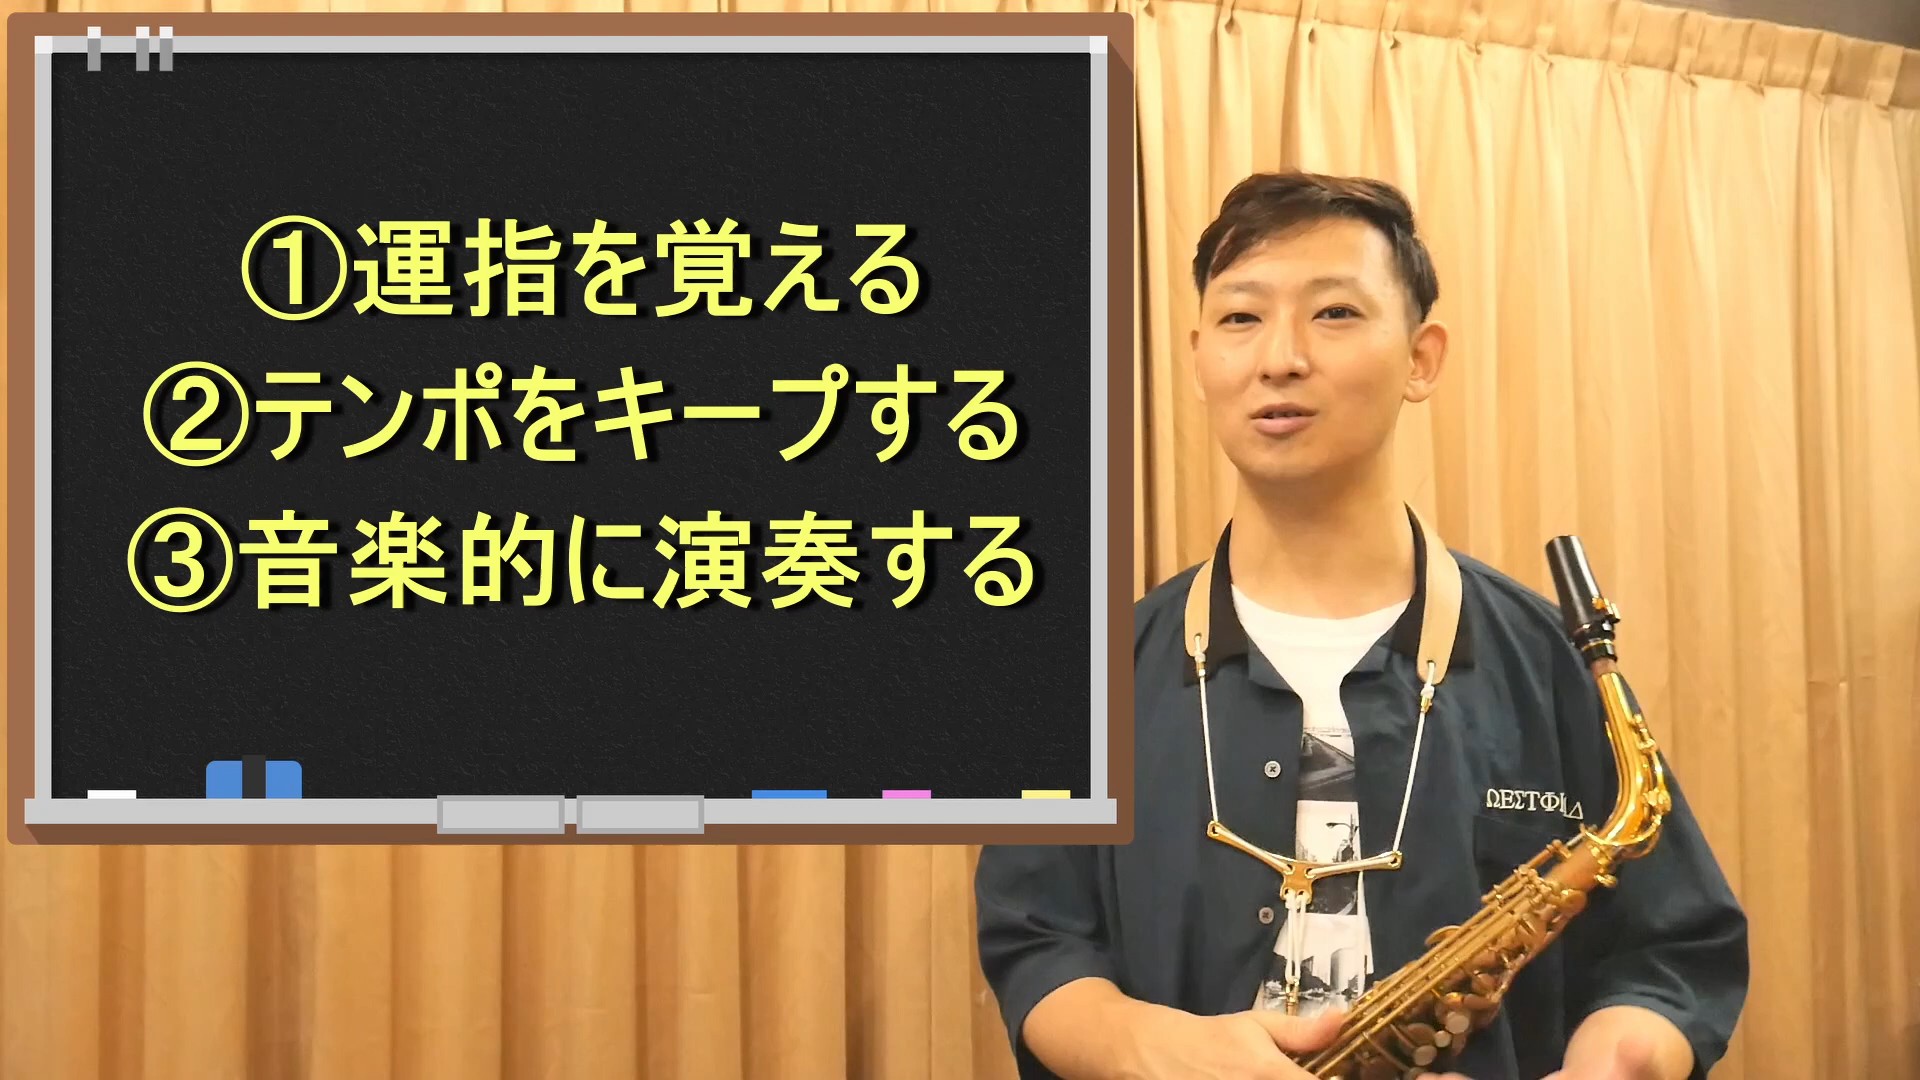 ①運指を覚える
②テンポをキープする
③音楽的に演奏する